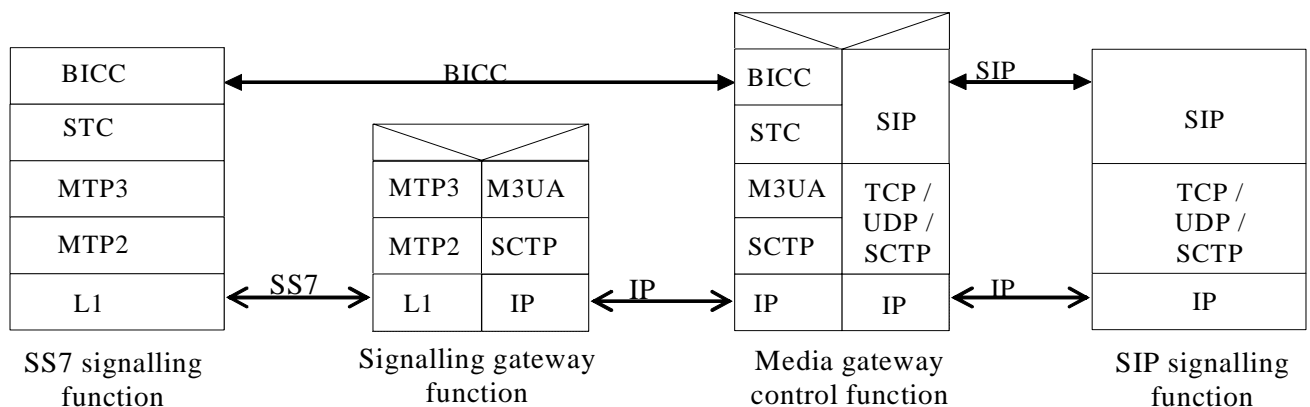 BICC
STC
MTP3
MTP2
L1
SS7 signalling
function
BICC
SS7
MTP3 M3UA
MTP2 SCTP
L1 IP
Signalling gateway
function
IP
BICC
STC
M3UA
SCTP
IP
SIP
TCP /
UDP /
SCTP
IP
Media gateway
control function
SIP
IP
SIP
TCP /
UDP /
SCTP
IP
SIP signalling
function